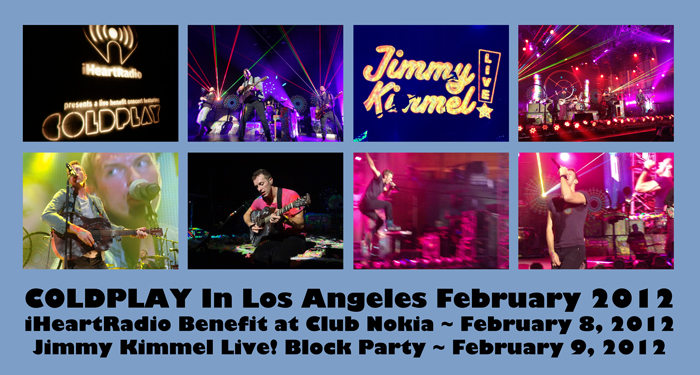 iHeartRadio
presents a live benefit concert featuring
COLDPLAY
Jimmy
Kimmel
LIVE!
COLDPLAY In Los Angeles February 2012
iHeartRadio Benefit at Club Nokia ~ February 8, 2012
Jimmy Kimmel Live! Block Party ~ February 9, 2012